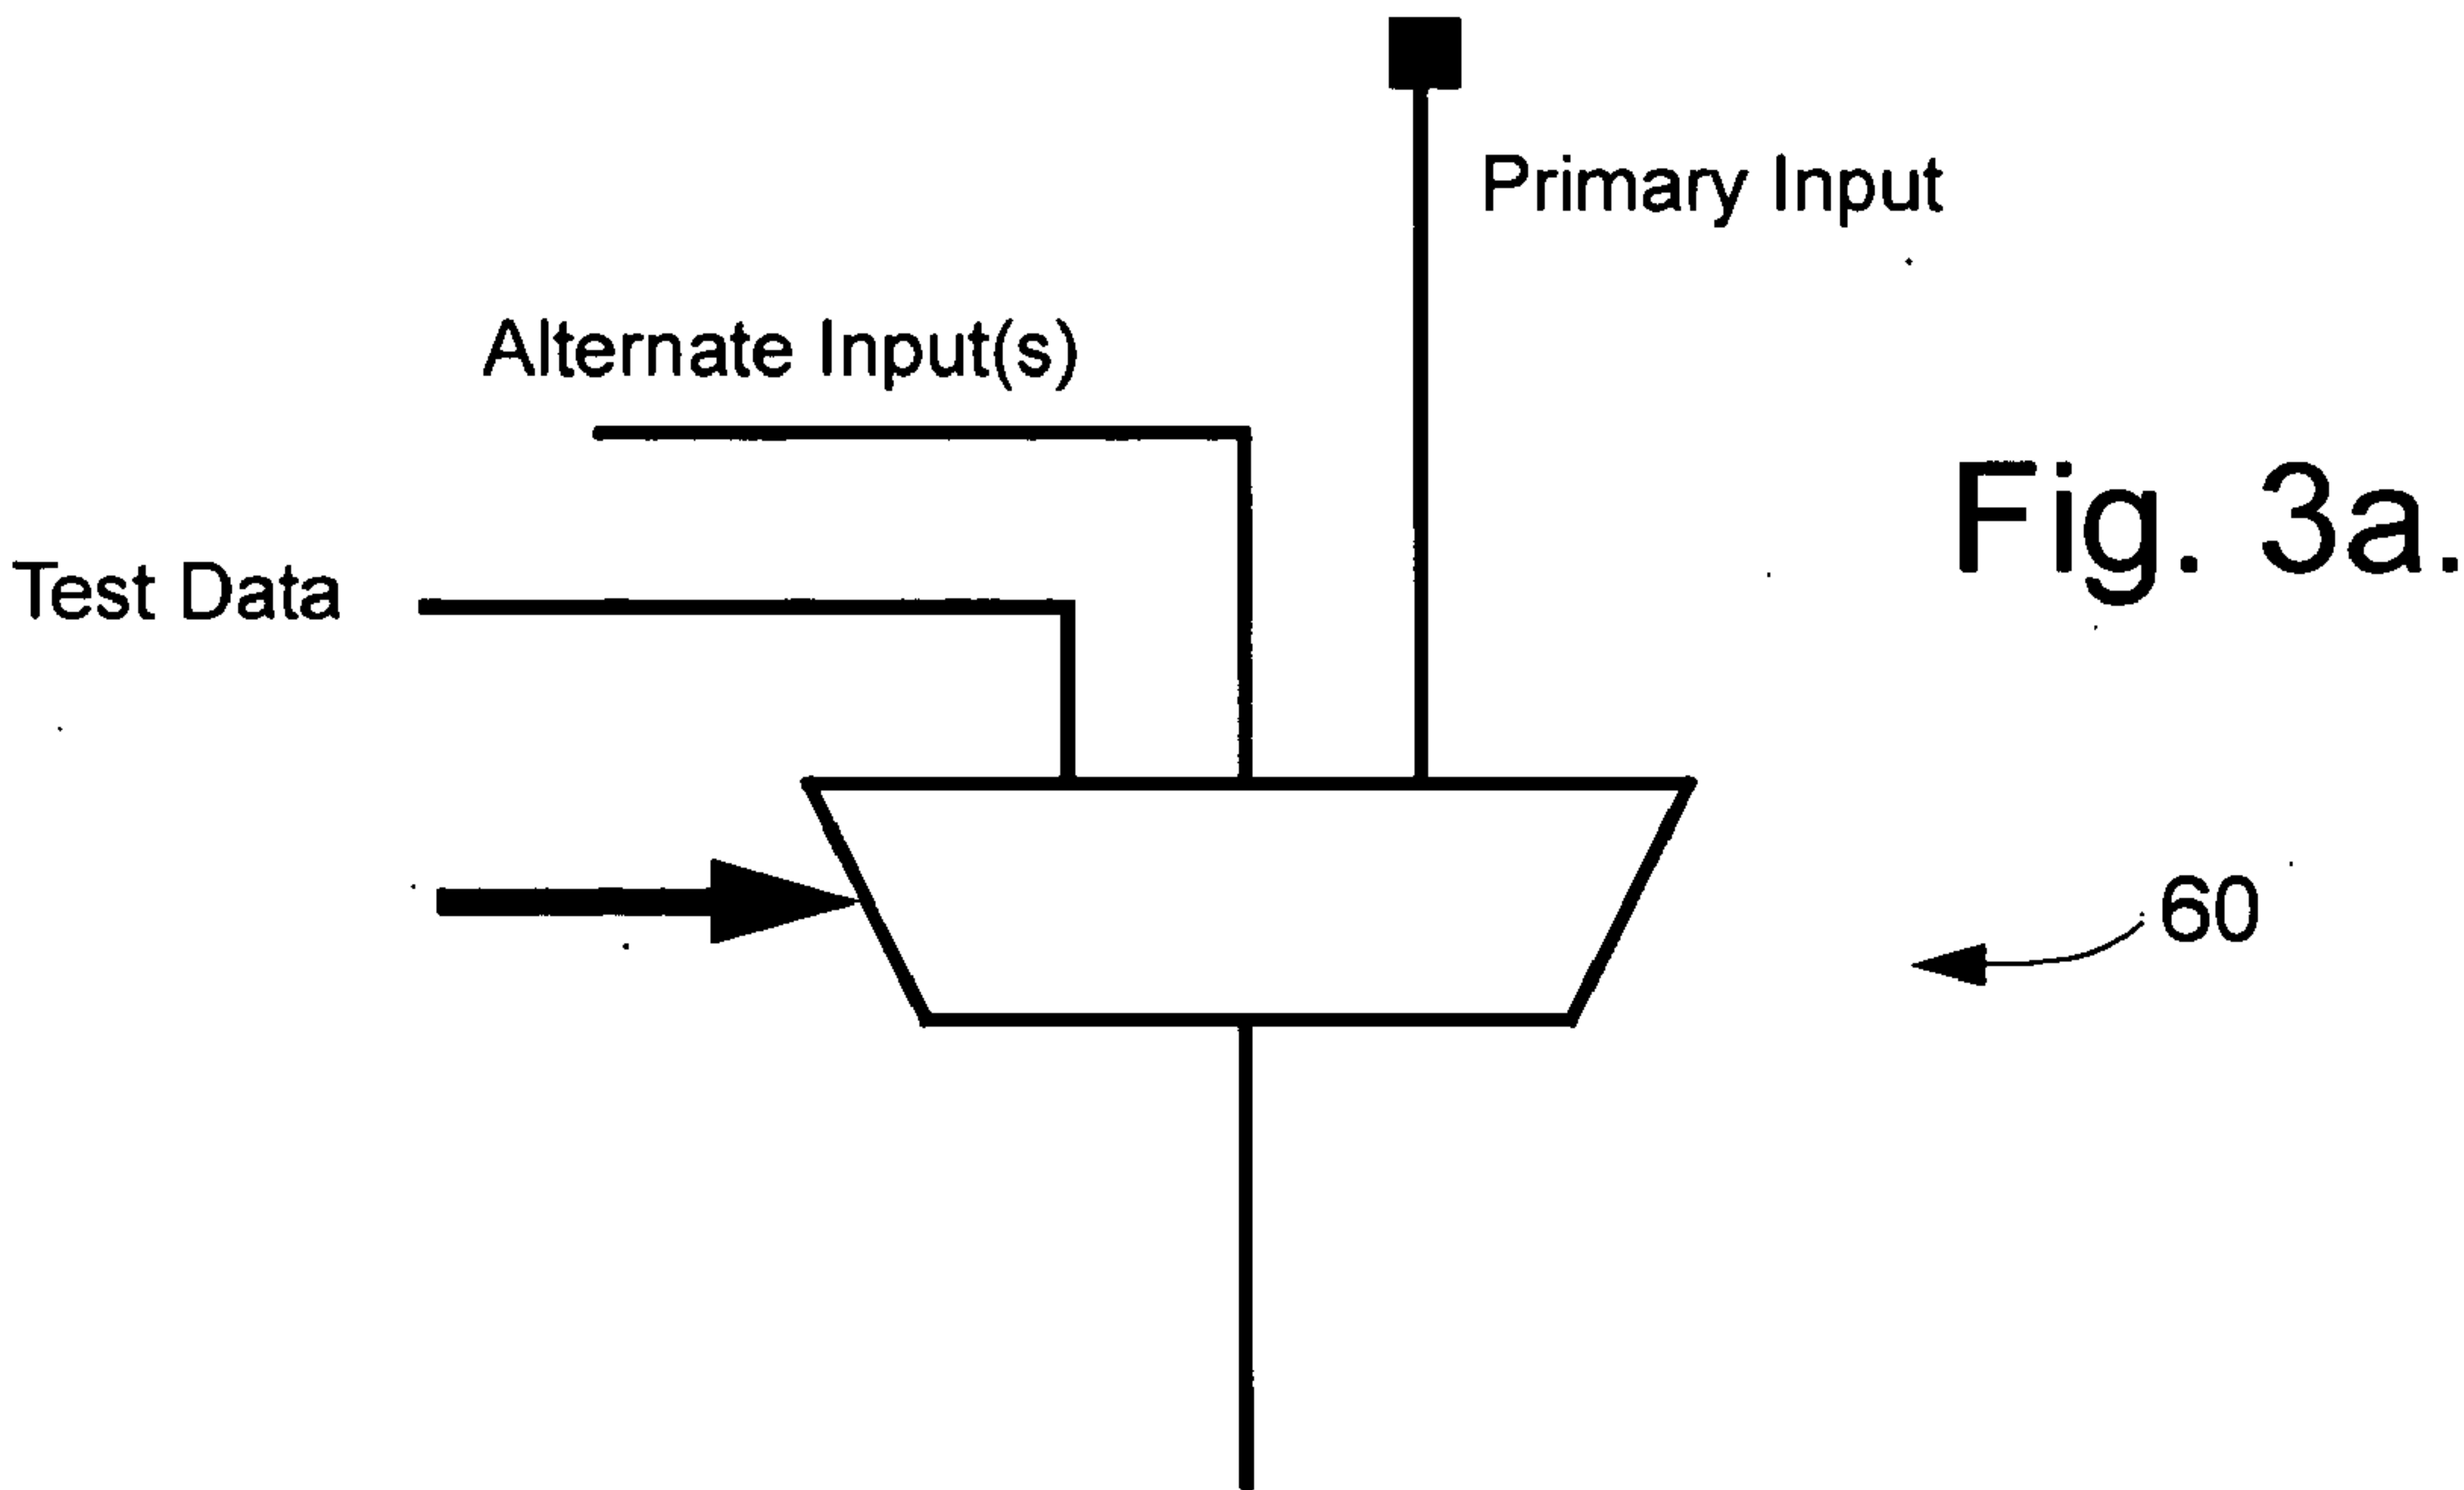 Primary Input
Alternate Input(s)
Fig. 3a.
Test Data
60